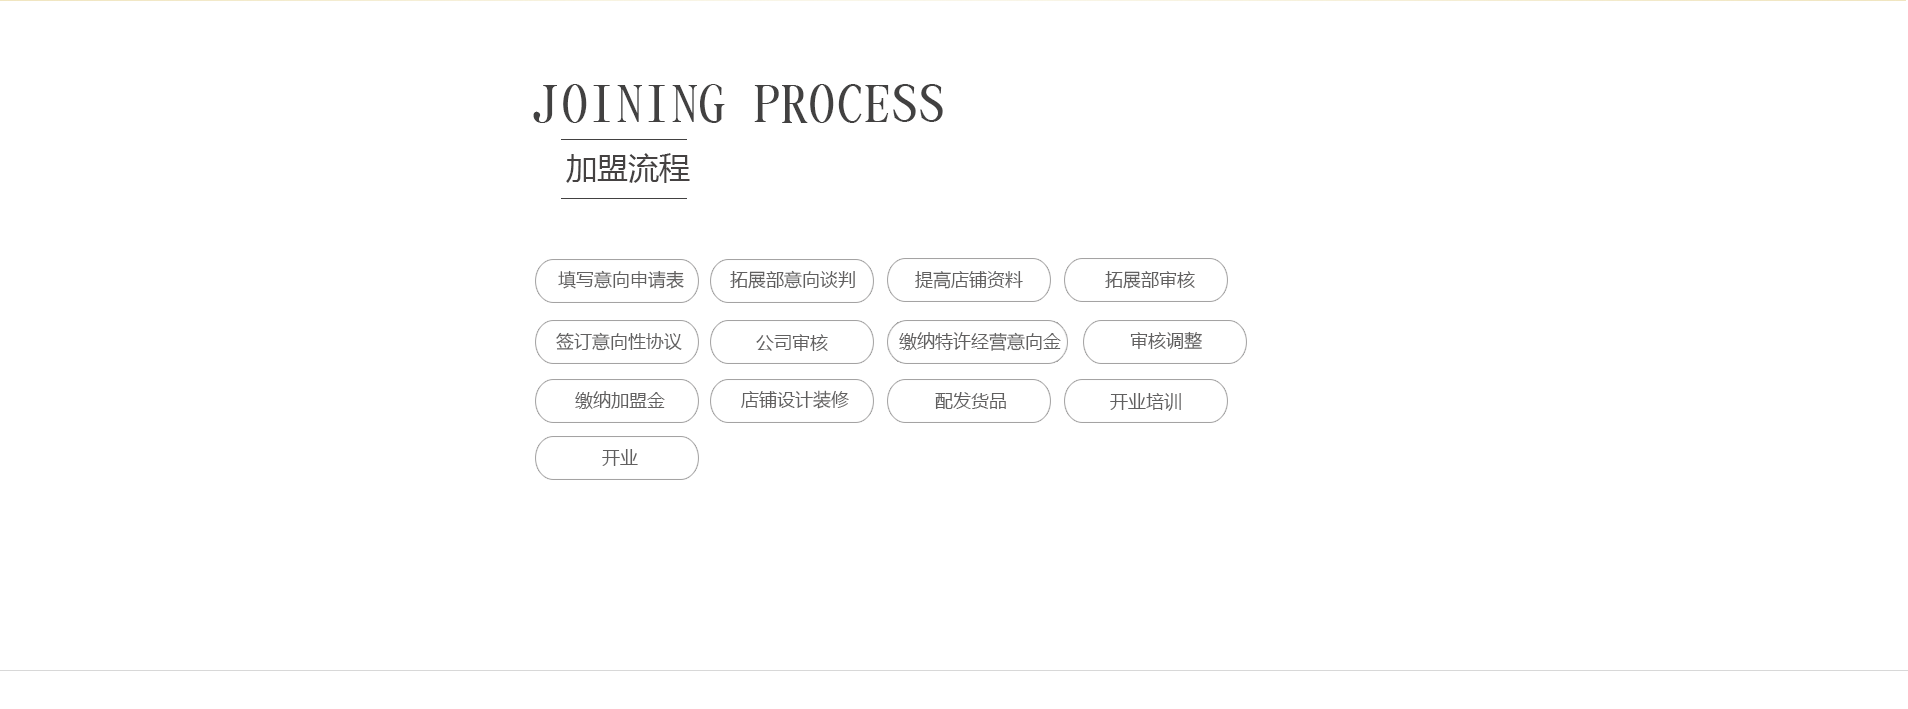 JOINING PROCESS
加盟流程
填写意向申请表 拓展部意向谈判 提高店铺资料 拓展部审核
签订意向性协议 公司审核 缴纳特许经营意向金 审核调整
缴纳加盟金 店铺设计装修 配发货品 开业培训
开业